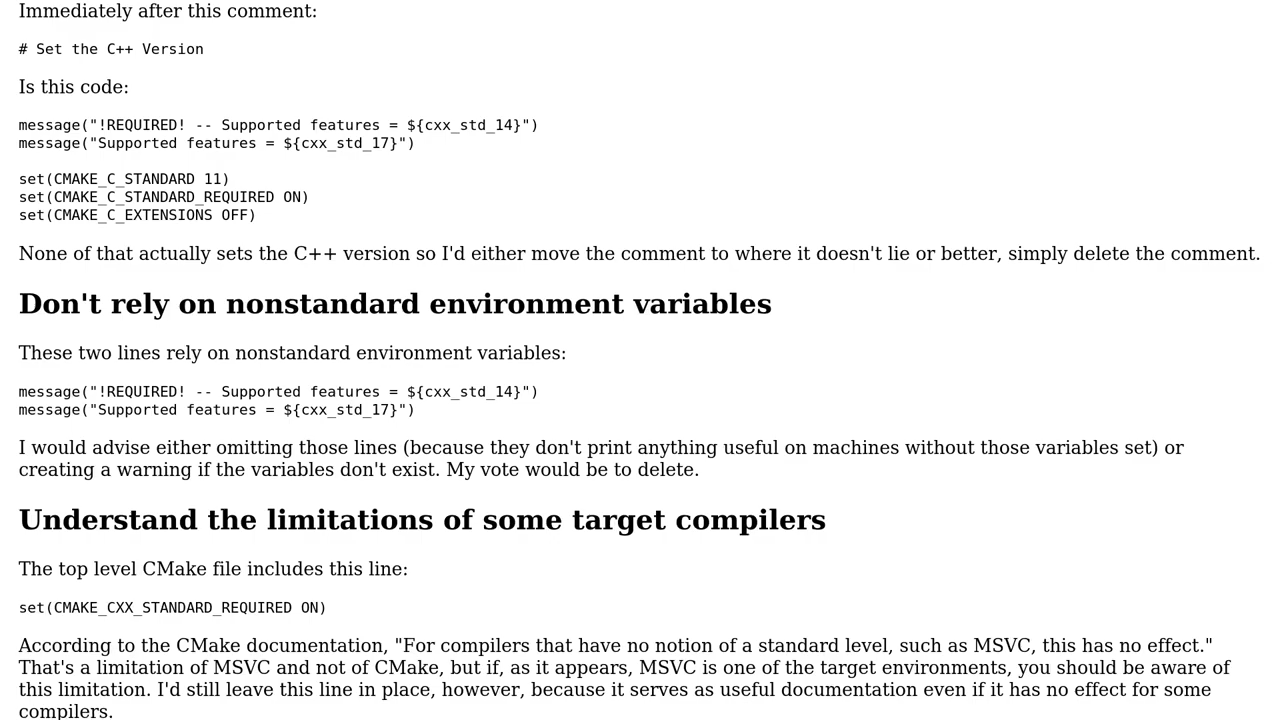 Immediately after this comment:
# Set the C++ Version
Is this code:
message("!REQUIRED! -- Supported features = ${cxx_std_14}")
message("Supported features = ${cxx_std_17}")
set(CMAKE_C_STANDARD 11)
set(CMAKE_C_STANDARD_REQUIRED ON)
set(CMAKE_C_EXTENSIONS OFF)
None of that actually sets the C++ version so I'd either move the comment to where it doesn't lie or better, simply delete the comment.
Don't rely on nonstandard environment variables
These two lines rely on nonstandard environment variables:
message("!REQUIRED! -- Supported features = ${cxx_std_14}")
message("Supported features = ${cxx_std_17}")
I would advise either omitting those lines (because they don't print anything useful on machines without those variables set) or
creating a warning if the variables don't exist. My vote would be to delete.
Understand the limitations of some target compilers
The top level CMake file includes this line:
set(CMAKE_CXX_STANDARD_REQUIRED ON)
According to the CMake documentation, "For compilers that have no notion of a standard level, such as MSVC, this has no effect."
That's a limitation of MSVC and not of CMake, but if, as it appears, MSVC is one of the target environments, you should be aware of
this limitation. I'd still leave this line in place, however, because it serves as useful documentation even if it has no effect for some
compilers.